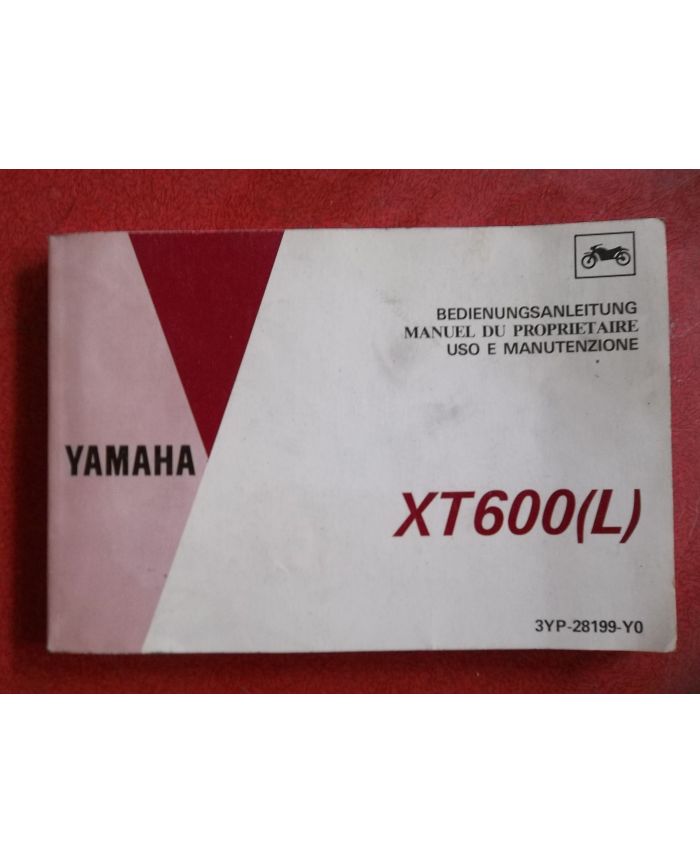 BEDIENUNGSANLEITUNG
MANUEL DU PROPRIETAIRE
USO E MANUTENZIONE
YAMAHA
XT600(L)
3YP-28199-Y0